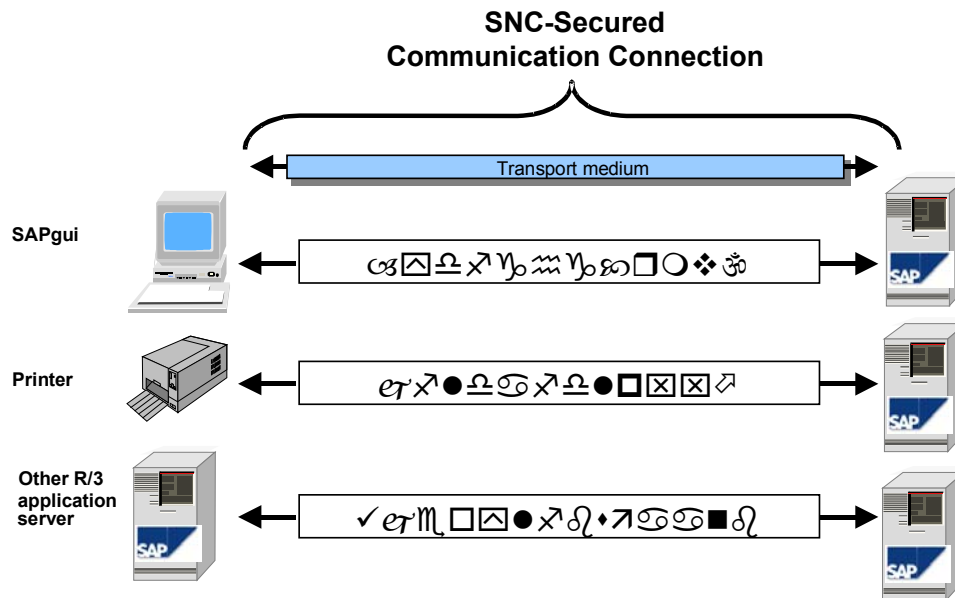 SNC-Secured
Communication Connection
Transport medium
SAPgui
SAP
Printer
SAP
Other R/3
application
server
SAP
SAP